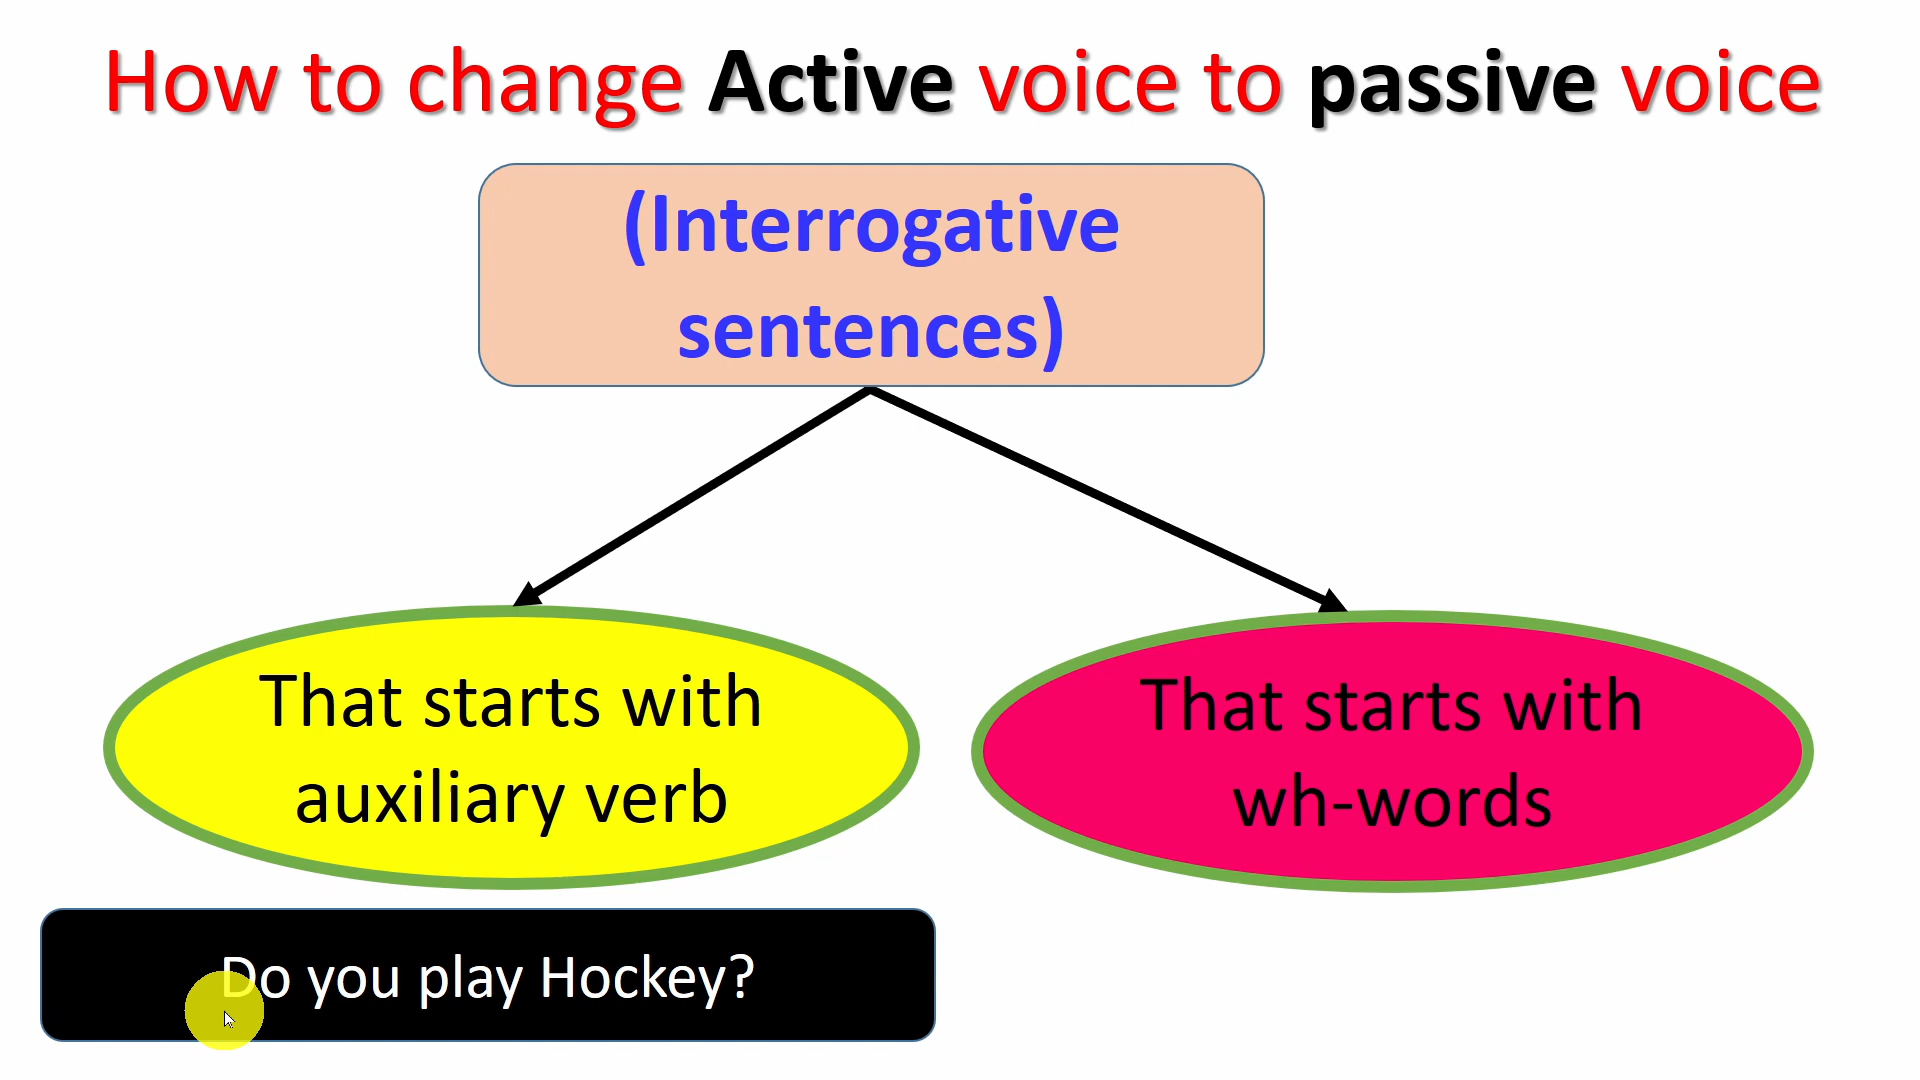 How to change Active voice to passive voice
(Interrogative
sentences)
That starts with
auxiliary verb
That starts with
wh-words
Do you play Hockey?